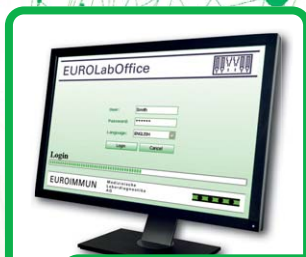 EUROLabOffice
User: Smith
Password: ******
Language: ENGLISH
Login Cancel
Login
EUROIMMUN Medizinische
Labordiagnostika
AG